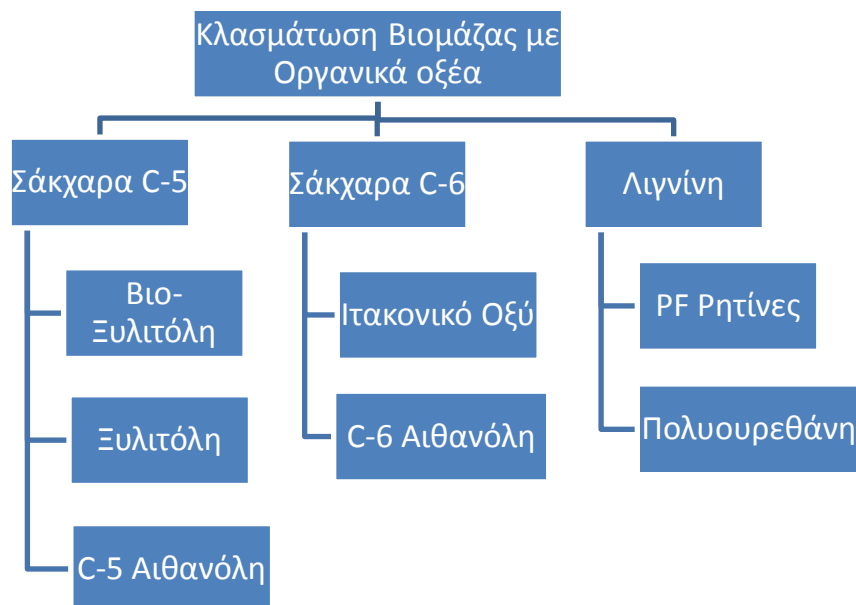 Κλασμάτωση Βιομάζας με
Οργανικά οξέα
Σάκχαρα C-5
Σάκχαρα C-6
Λιγνίνη
Βιο-
Ξυλιτόλη
Ξυλιτόλη
C-5 Αιθανόλη
Ιτακονικό Οξύ
C-6 Αιθανόλη
PF Ρητίνες
Πολυουρεθάνη